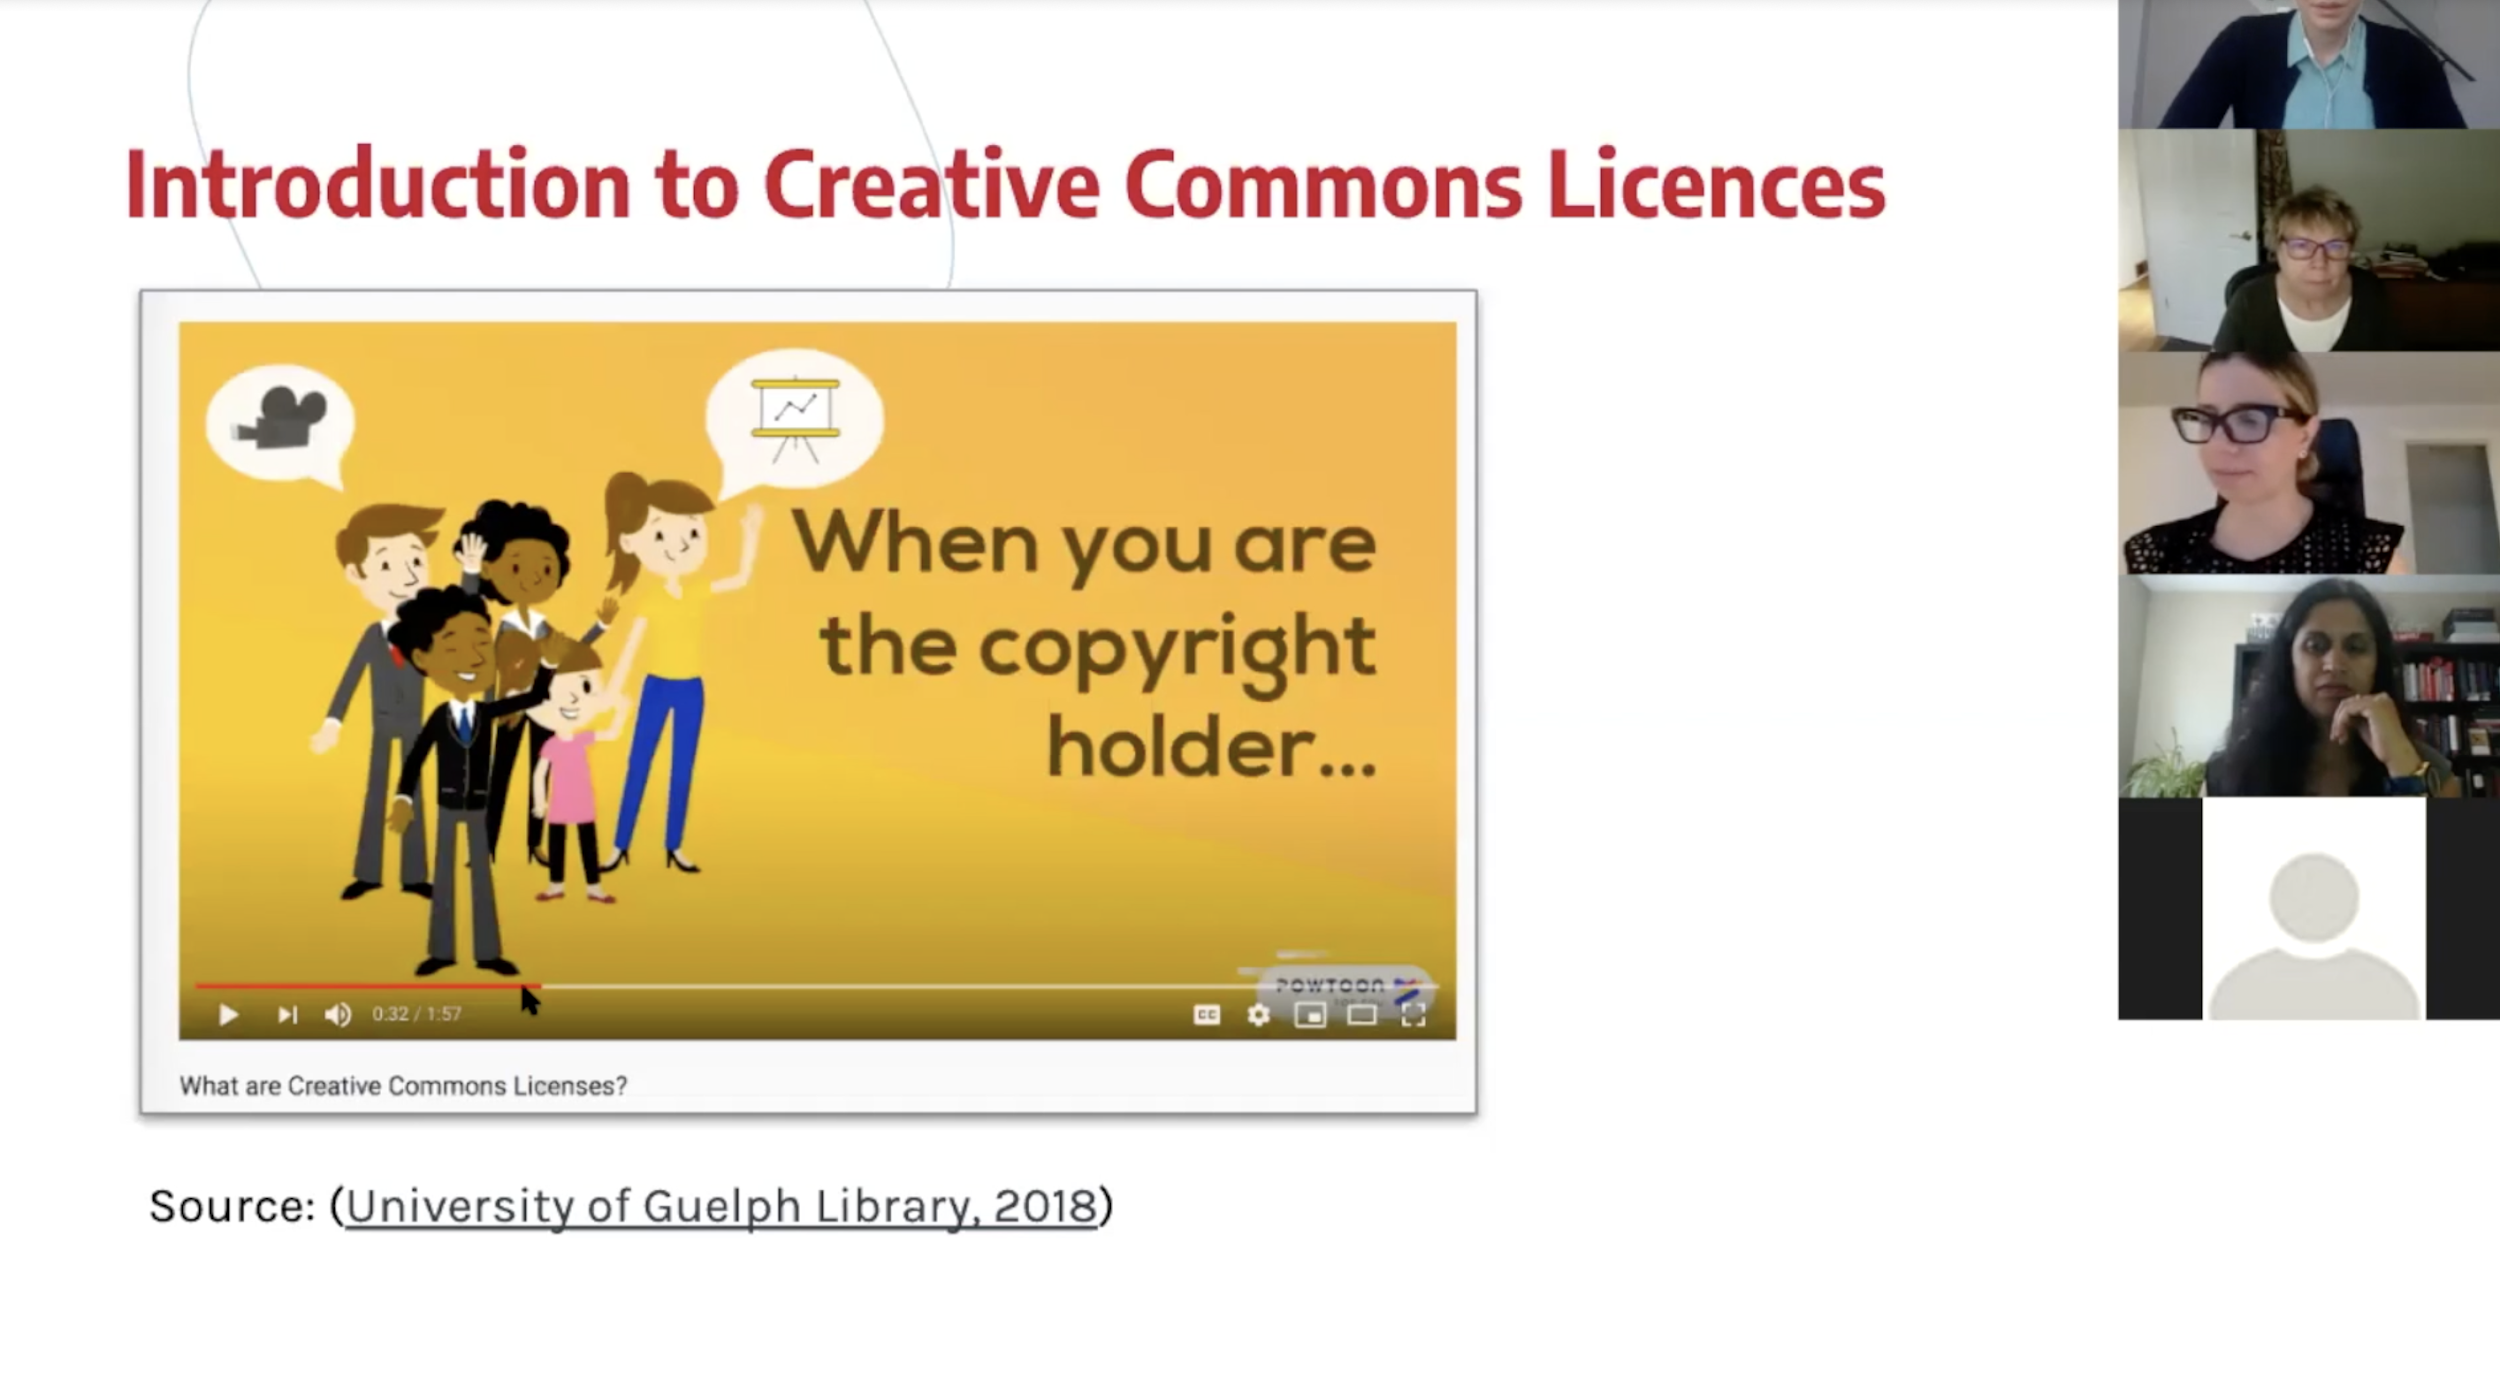 Introduction to Creative Commons Licences
When you are
the copyright
holder...
POWTOON
0:32 / 1:57
CC
What are Creative Commons Licenses?
Source: (University of Guelph Library, 2018)